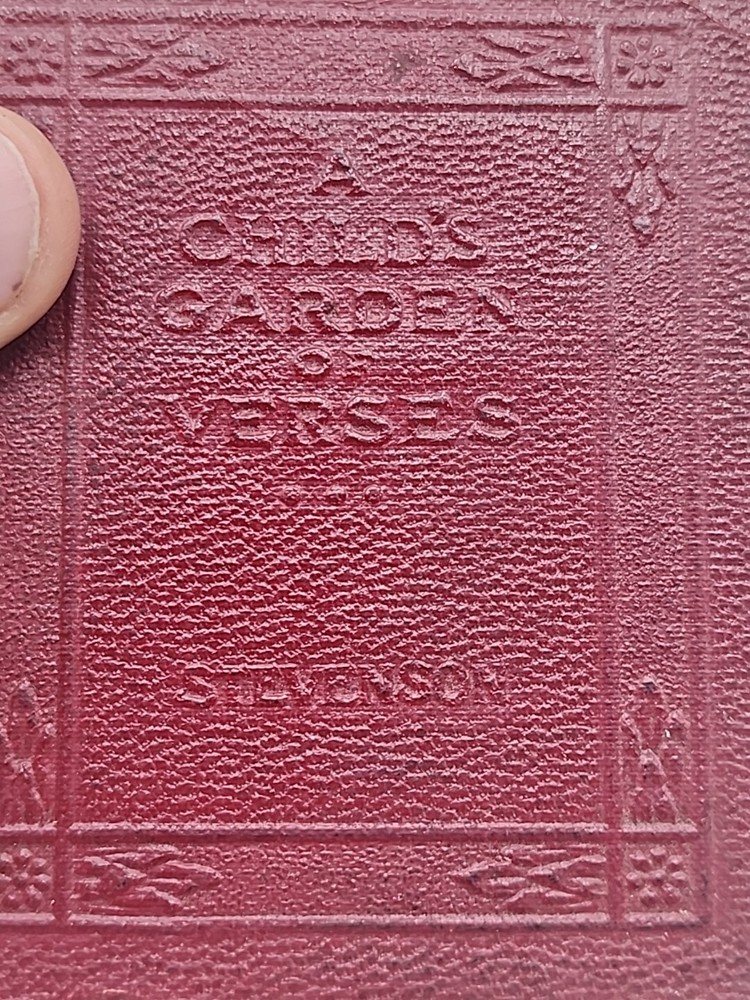 A
CHILD'S
GARDEN
OF
VERSES
STEVENSON